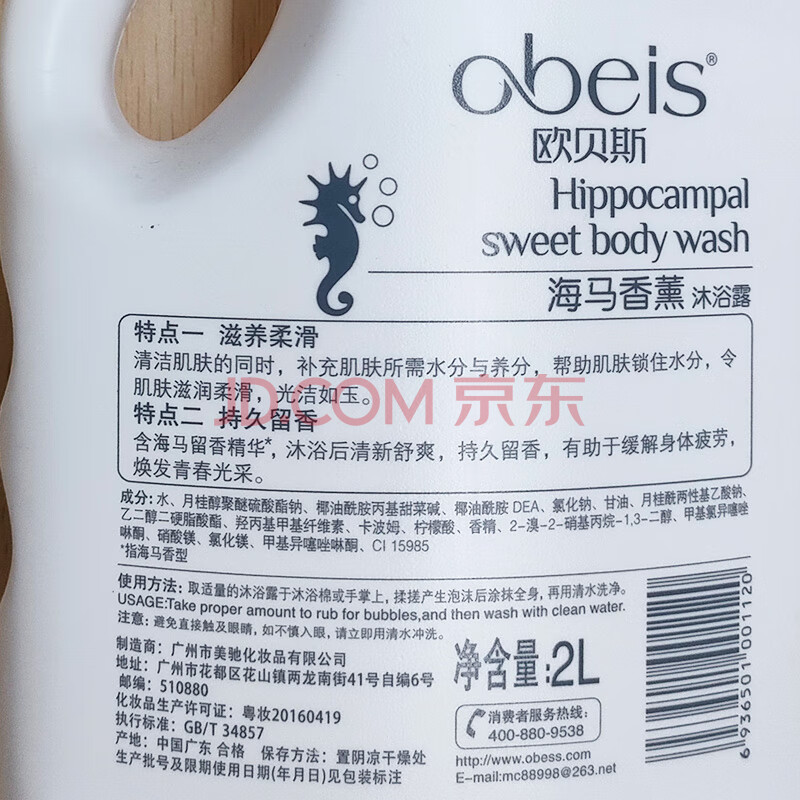 obeis®
欧贝斯
Hippocampal
sweet body wash
海马香薰 沐浴露
特点一 滋养柔滑
清洁肌肤的同时，补充肌肤所需水分与养分，帮助肌肤锁住水分，令
肌肤滋润柔滑，光洁如玉。
JD.COM 京东
特点二 持久留香
含海马留香精华*，沐浴后清新舒爽，持久留香，有助于缓解身体疲劳，
焕发青春光采。
成分：水、月桂醇聚醚硫酸酯钠、椰油酰胺丙基甜菜碱、椰油酰胺 DEA、氯化钠、甘油、月桂酰两性基乙酸钠、
乙二醇二硬脂酸酯、羟丙基甲基纤维素、卡波姆、柠檬酸、香精、2-溴-2-硝基丙烷-1,3-二醇、甲基氯异噻唑
啉酮、硝酸镁、氯化镁、甲基异噻唑啉酮、CI 15985
*指海马香型
使用方法：取适量的沐浴露于沐浴棉或手掌上，揉搓产生泡沫后涂抹全身，再用清水洗净。
USAGE:Take proper amount to rub for bubbles,and then wash with clean water.
注意：避免直接触及眼睛，如不慎入眼，请立即用清水冲洗。
制造商：广州市美驰化妆品有限公司
地址：广州市花都区花山镇两龙南街41号自编6号
邮编：510880
化妆品生产许可证：粤妆20160419
执行标准：GB/T 34857
产地：中国广东 合格 保存方法：置阴凉干燥处
生产批号及限期使用日期(年月日)见包装标注
净含量:2L
消费者服务热线：
400-880-9538
http://www.obess.com
E-mail:mc88998@263.net
6 936501 001120